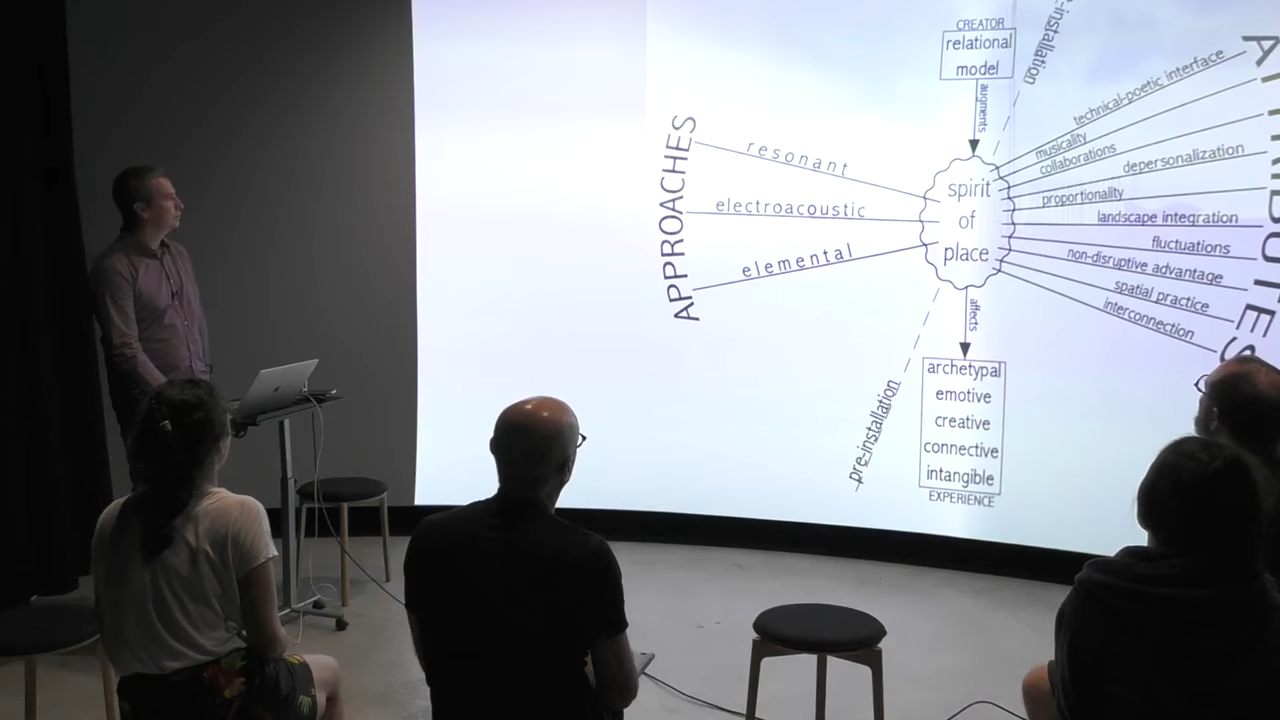 CREATOR
relational
model
augments
-installation
APPROACHES
resonant
electroacoustic
elemental
spirit
of
place
technical-poetic interface
musicality
collaborations
depersonalization
proportionality
landscape integration
fluctuations
non-disruptive advantage
spatial practice
interconnection
affects
pre-installation
archetypal
emotive
creative
connective
intangible
EXPERIENCE